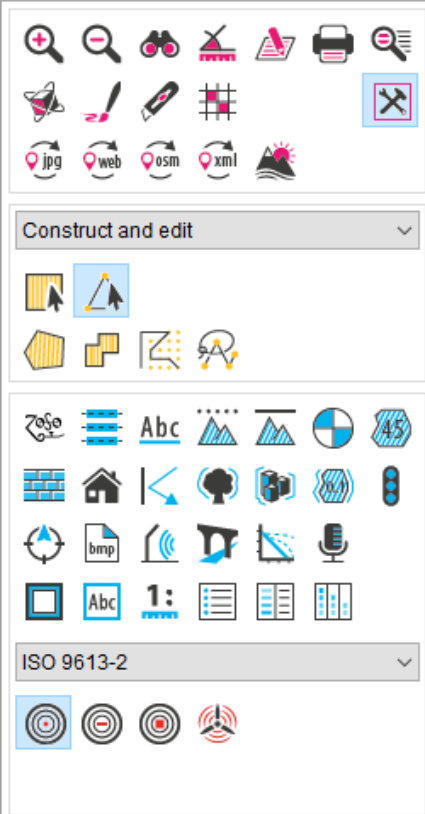 jpg web osm xml
Construct and edit
Abc 45
bmp
Abc 1:
ISO 9613-2